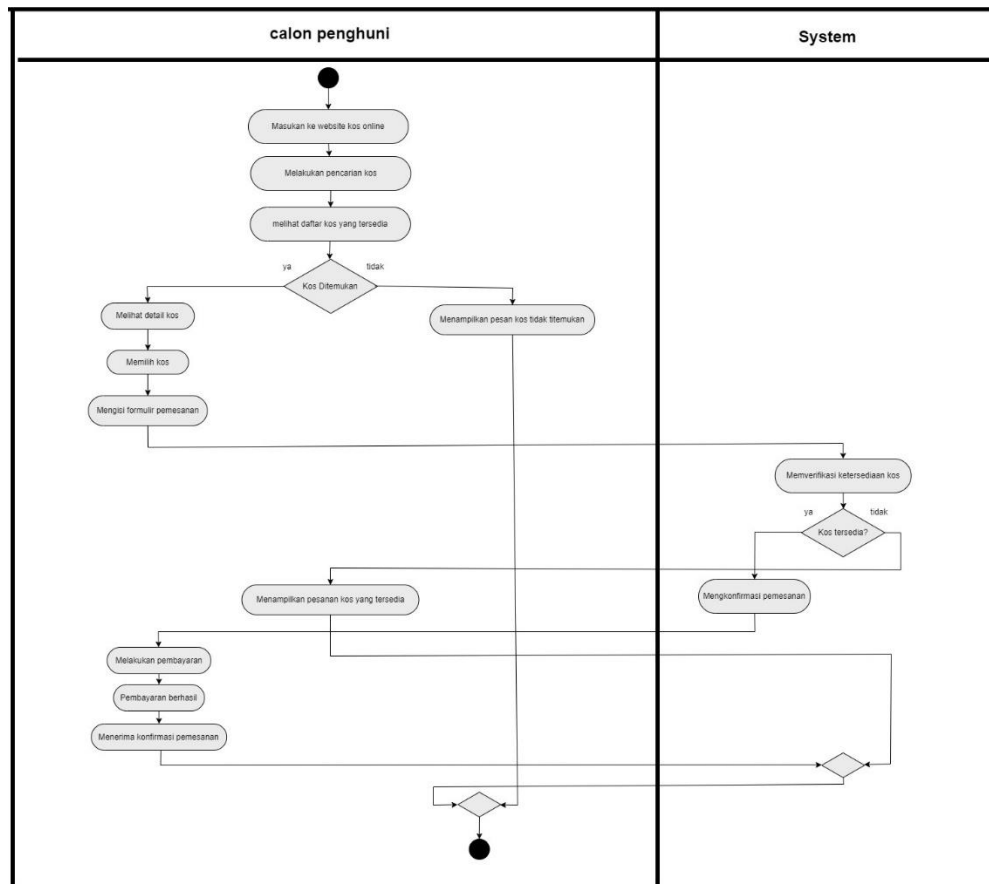 calon penghuni
System
Masukan ke website kos online
Melakukan pencarian kos
melihat daftar kos yang tersedia
ya
tidak
Kos Ditemukan
Melihat detail kos
Menampilkan pesan kos tidak titemukan
Memilih kos
Mengisi formulir pemesanan
Memverifikasi ketersediaan kos
ya
tidak
Kos tersedia?
Menampilkan pesanan kos yang tersedia
Mengkonfirmasi pemesanan
Melakukan pembayaran
Pembayaran berhasil
Menerima konfirmasi pemesanan